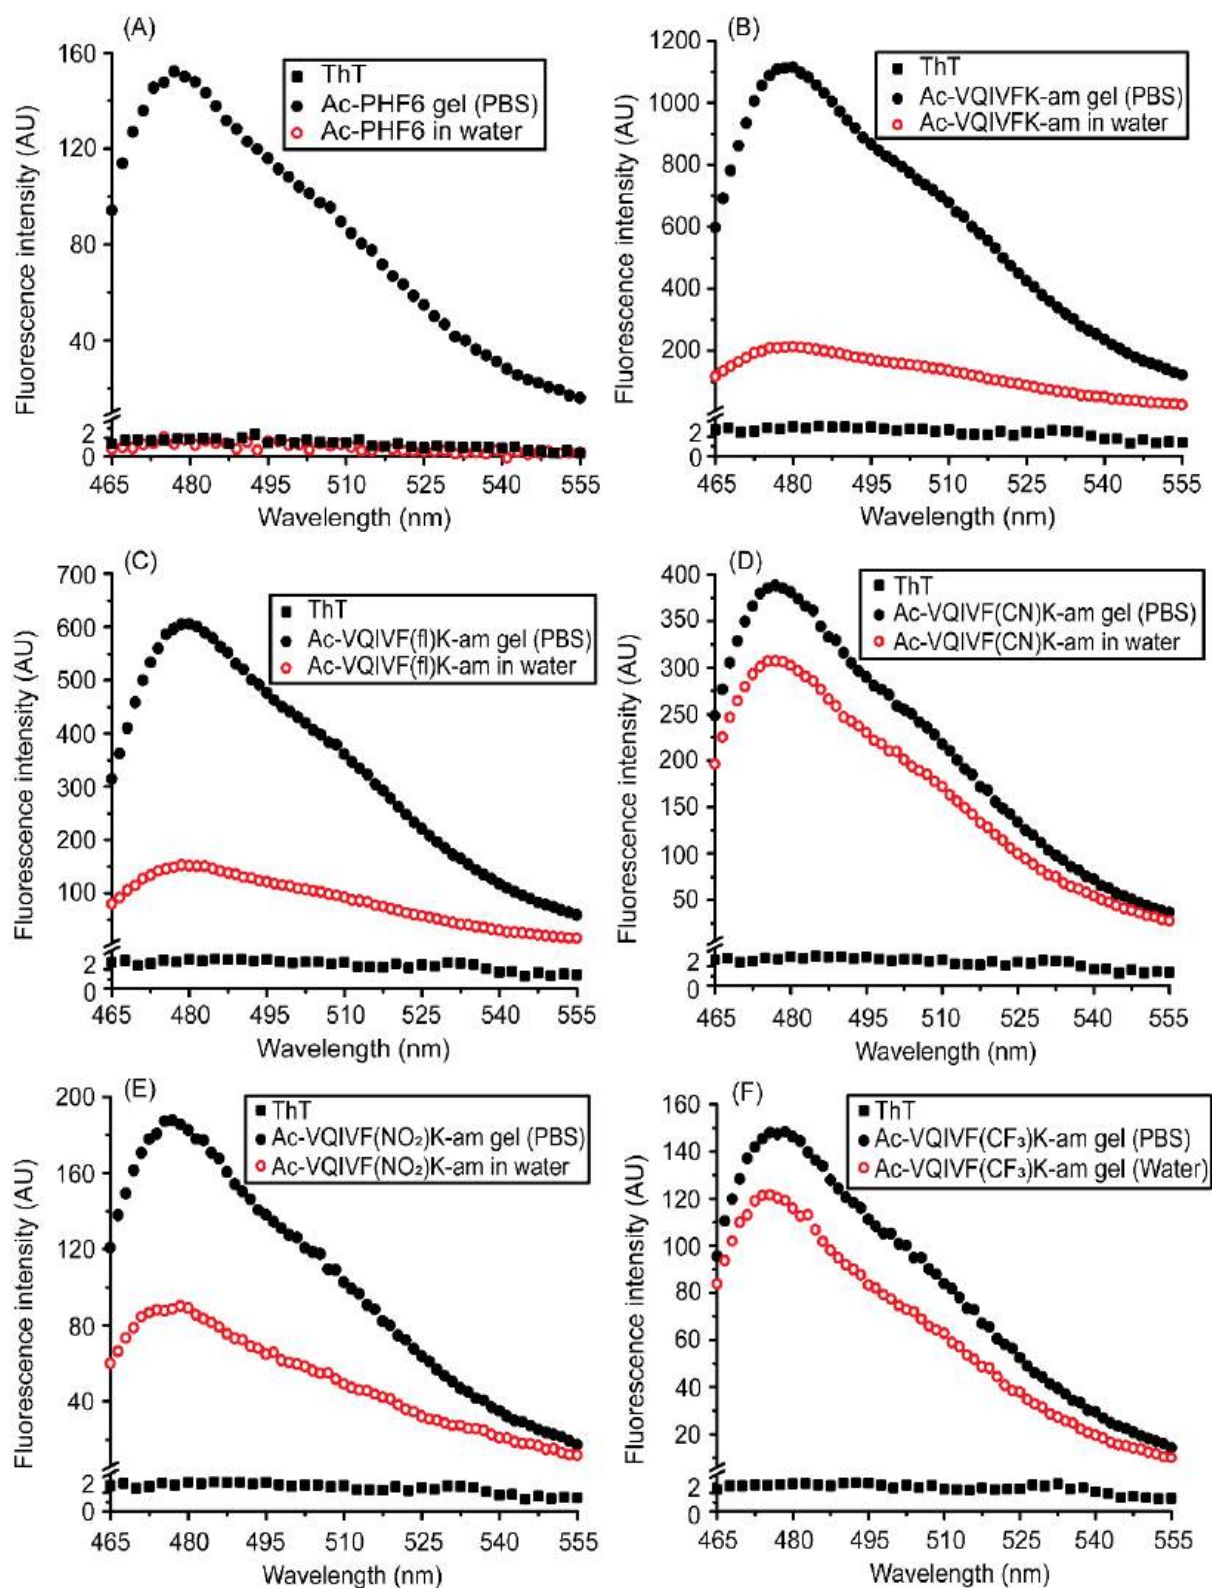 (A)
ThT
Ac-PHF6 gel (PBS)
Ac-PHF6 in water
Fluorescence intensity (AU)
160
120
80
40
2
0
465 480 495 510 525 540 555
Wavelength (nm)
(B)
ThT
Ac-VQIVFK-am gel (PBS)
Ac-VQIVFK-am in water
Fluorescence intensity (AU)
1200
1000
800
600
400
200
2
0
465 480 495 510 525 540 555
Wavelength (nm)
(C)
ThT
Ac-VQIVF(fl)K-am gel (PBS)
Ac-VQIVF(fl)K-am in water
Fluorescence intensity (AU)
700
600
500
400
300
200
100
2
0
465 480 495 510 525 540 555
Wavelength (nm)
(D)
ThT
Ac-VQIVF(CN)K-am gel (PBS)
Ac-VQIVF(CN)K-am in water
Fluorescence intensity (AU)
400
350
300
250
200
150
100
50
2
0
465 480 495 510 525 540 555
Wavelength (nm)
(E)
ThT
Ac-VQIVF(NO₂)K-am gel (PBS)
Ac-VQIVF(NO₂)K-am in water
Fluorescence intensity (AU)
200
160
120
80
40
2
0
465 480 495 510 525 540 555
Wavelength (nm)
(F)
ThT
Ac-VQIVF(CF₃)K-am gel (PBS)
Ac-VQIVF(CF₃)K-am gel (Water)
Fluorescence intensity (AU)
160
140
120
100
80
60
40
20
2
0
465 480 495 510 525 540 555
Wavelength (nm)